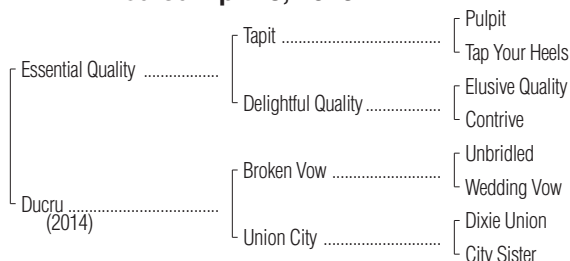 Pulpit
Tapit ..........................................
Tap Your Heels
Essential Quality ...................
Elusive Quality
Delightful Quality ....................
Contrive
Unbridled
Broken Vow .............................
Wedding Vow
Ducru ......................................
(2014)
Dixie Union
Union City ................................
City Sister